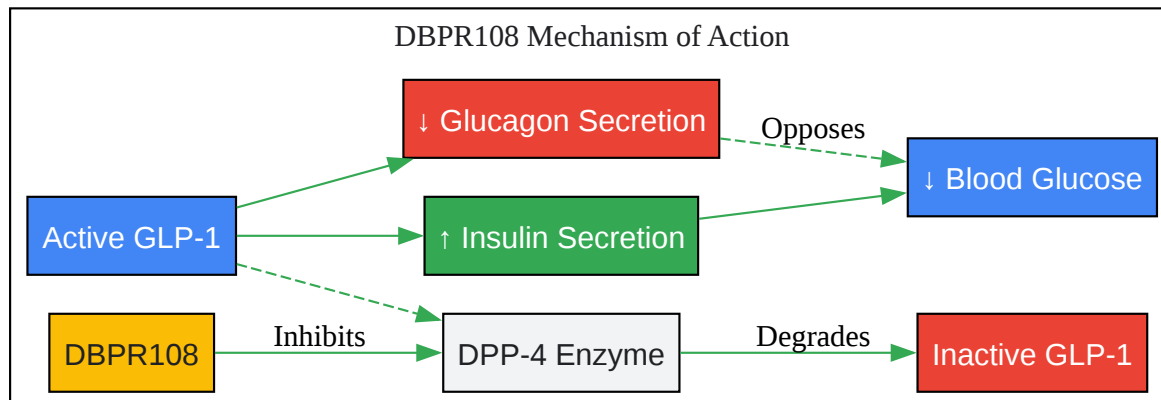 DBPR108 Mechanism of Action
↓ Glucagon Secretion
Opposes
↓ Blood Glucose
Active GLP-1
↑ Insulin Secretion
DBPR108
Inhibits
DPP-4 Enzyme
Degrades
Inactive GLP-1